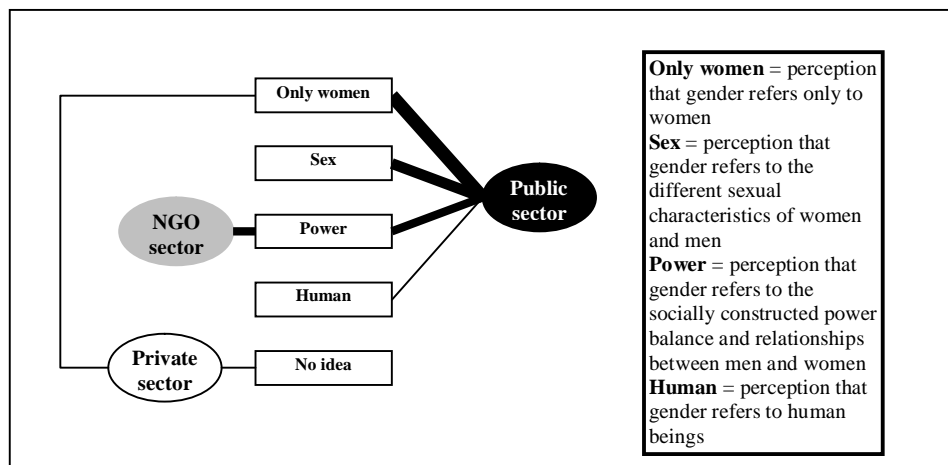 Only women
Sex
Power
Human
No idea
NGO
sector
Private
sector
Public
sector
Only women = perception
that gender refers only to
women
Sex = perception that
gender refers to the
different sexual
characteristics of women
and men
Power = perception that
gender refers to the
socially constructed power
balance and relationships
between men and women
Human = perception that
gender refers to human
beings